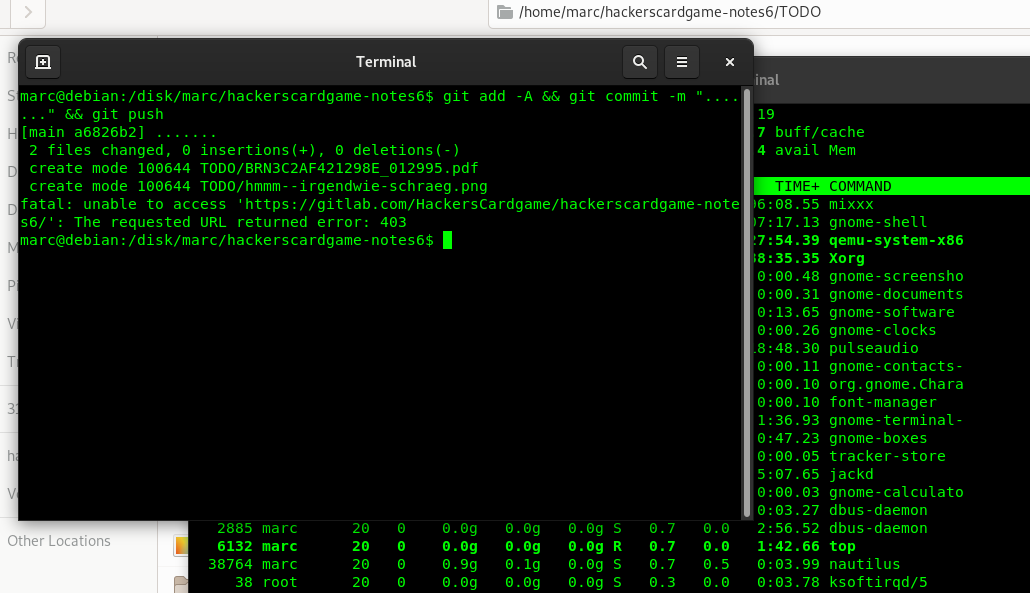 /home/marc/hackerscardgame-notes6/TODO
Terminal
marc@debian:/disk/marc/hackerscardgame-notes6$ git add -A && git commit -m "....
..." && git push
[main a6826b2] .......
 2 files changed, 0 insertions(+), 0 deletions(-)
 create mode 100644 TODO/BRN3C2AF421298E_012995.pdf
 create mode 100644 TODO/hmmm--irgendwie-schraeg.png
fatal: unable to access 'https://gitlab.com/HackersCardgame/hackerscardgame-note
s6/': The requested URL returned error: 403
marc@debian:/disk/marc/hackerscardgame-notes6$
19
7 buff/cache
4 avail Mem
TIME+ COMMAND
6:08.55 mixxx
7:17.13 gnome-shell
27:54.39 qemu-system-x86
38:35.35 Xorg
0:00.48 gnome-screensho
0:00.31 gnome-documents
0:13.65 gnome-software
0:00.26 gnome-clocks
8:48.30 pulseaudio
0:00.11 gnome-contacts-
0:00.10 org.gnome.Chara
0:00.10 font-manager
1:36.93 gnome-terminal-
0:47.23 gnome-boxes
0:00.05 tracker-store
5:07.65 jackd
0:00.03 gnome-calculato
0:03.27 dbus-daemon
2885 marc 20 0 0.0g 0.0g 0.0g S 0.7 0.0 2:56.52 dbus-daemon
6132 marc 20 0 0.0g 0.0g 0.0g R 0.7 0.0 1:42.66 top
38764 marc 20 0 0.9g 0.1g 0.0g S 0.7 0.5 0:03.99 nautilus
38 root 20 0 0.0g 0.0g 0.0g S 0.3 0.0 0:03.78 ksoftirqd/5
Other Locations